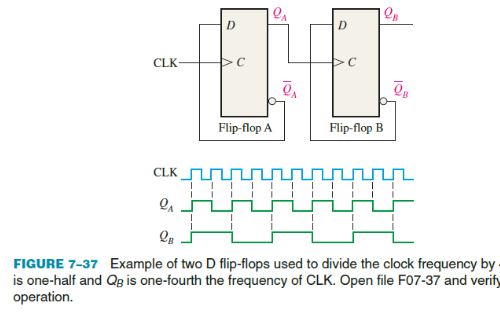 Q_A Q_B
D D
CLK C C
Q̅_A Q̅_B
Flip-flop A Flip-flop B
CLK
Q_A
Q_B
FIGURE 7–37 Example of two D flip-flops used to divide the clock frequency by
is one-half and Q_B is one-fourth the frequency of CLK. Open file F07-37 and verify
operation.